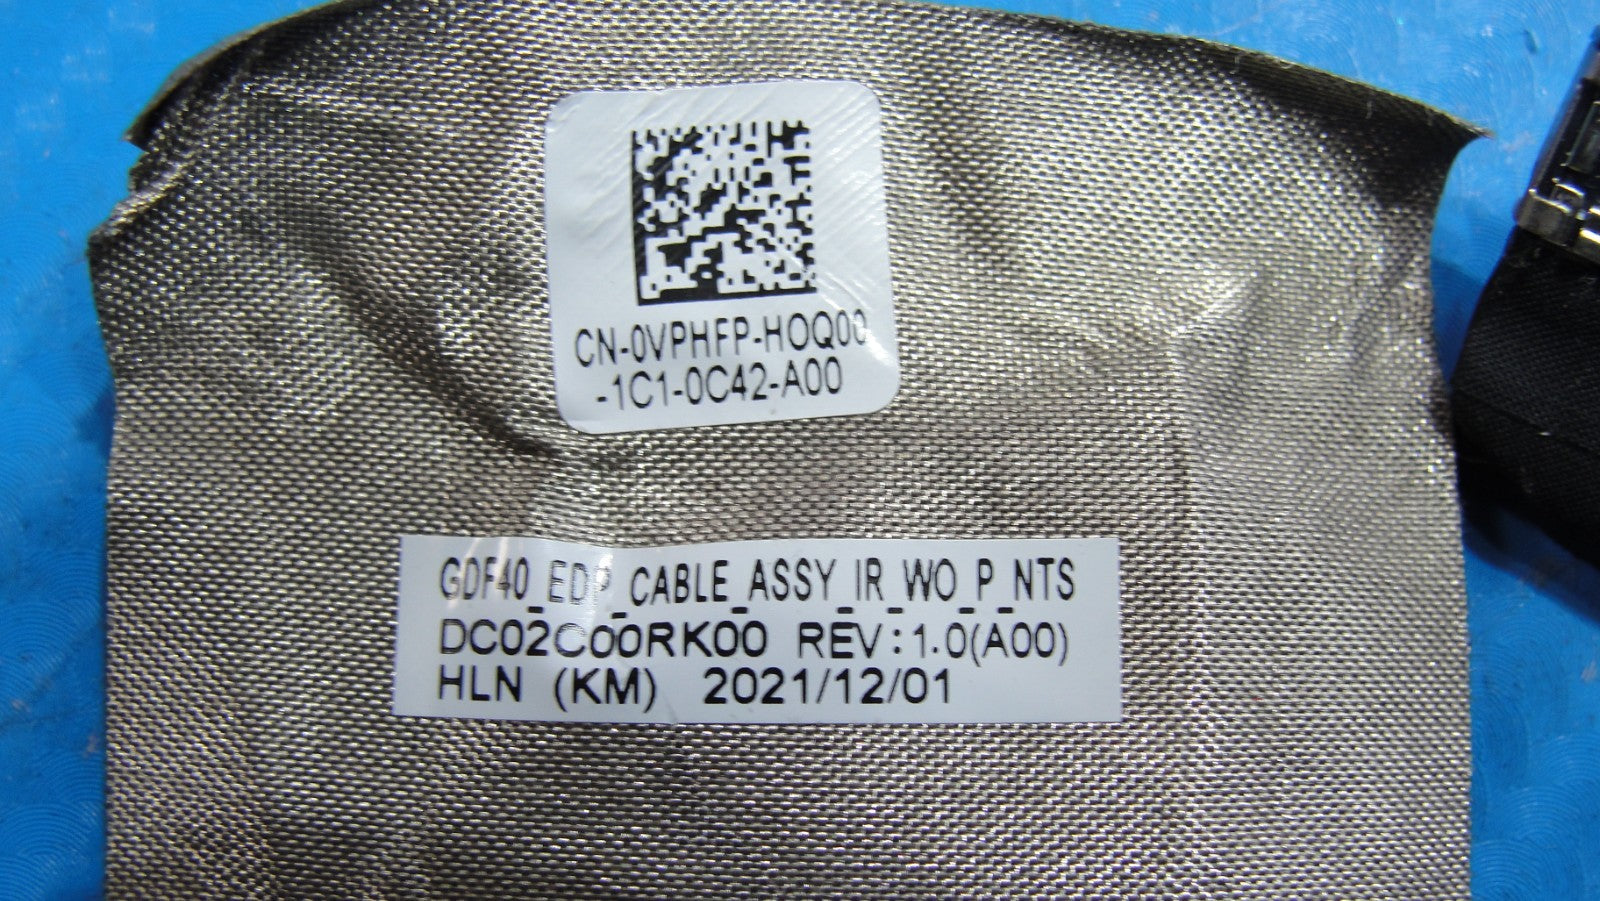 CN-0VPHFP-HOQ00
-1C1-0C42-A00
GDF40_EDP_CABLE_ASSY_IR_WO_P_NTS
DC02C00RK00 REV:1.0(A00)
HLN (KM) 2021/12/01